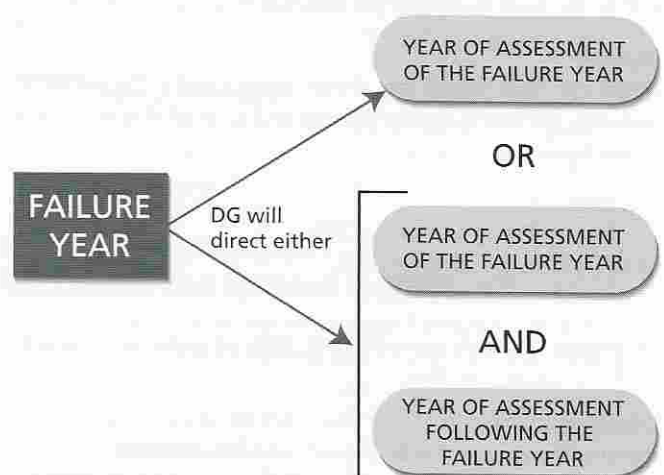 YEAR OF ASSESSMENT
OF THE FAILURE YEAR
OR
FAILURE
YEAR
DG will
direct either
YEAR OF ASSESSMENT
OF THE FAILURE YEAR
AND
YEAR OF ASSESSMENT
FOLLOWING THE
FAILURE YEAR